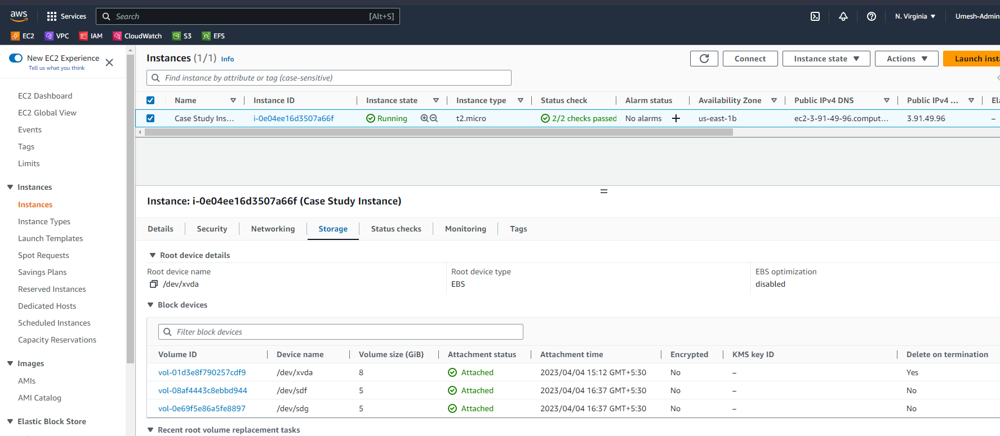 aws Services Search [Alt+S] N. Virginia Umesh-Admin
EC2 VPC IAM CloudWatch S3 EFS
New EC2 Experience
Tell us what you think
EC2 Dashboard
EC2 Global View
Events
Tags
Limits
Instances
Instances
Instance Types
Launch Templates
Spot Requests
Savings Plans
Reserved Instances
Dedicated Hosts
Scheduled Instances
Capacity Reservations
Images
AMIs
AMI Catalog
Elastic Block Store
Instances (1/1) Info Connect Instance state Actions Launch inst
Find instance by attribute or tag (case-sensitive)
Name Instance ID Instance state Instance type Status check Alarm status Availability Zone Public IPv4 DNS Public IPv4 ... Ela
Case Study Ins... i-0e04ee16d3507a66f Running t2.micro 2/2 checks passed No alarms + us-east-1b ec2-3-91-49-96.comput... 3.91.49.96 –
Instance: i-0e04ee16d3507a66f (Case Study Instance)
Details Security Networking Storage Status checks Monitoring Tags
Root device details
Root device name Root device type EBS optimization
/dev/xvda EBS disabled
Block devices
Filter block devices
Volume ID Device name Volume size (GiB) Attachment status Attachment time Encrypted KMS key ID Delete on termination
vol-01d3e8f790257cdf9 /dev/xvda 8 Attached 2023/04/04 15:12 GMT+5:30 No – Yes
vol-08af4443c8ebbd944 /dev/sdf 5 Attached 2023/04/04 16:37 GMT+5:30 No – No
vol-0e69f5e86a5fe8897 /dev/sdg 5 Attached 2023/04/04 16:37 GMT+5:30 No – No
Recent root volume replacement tasks